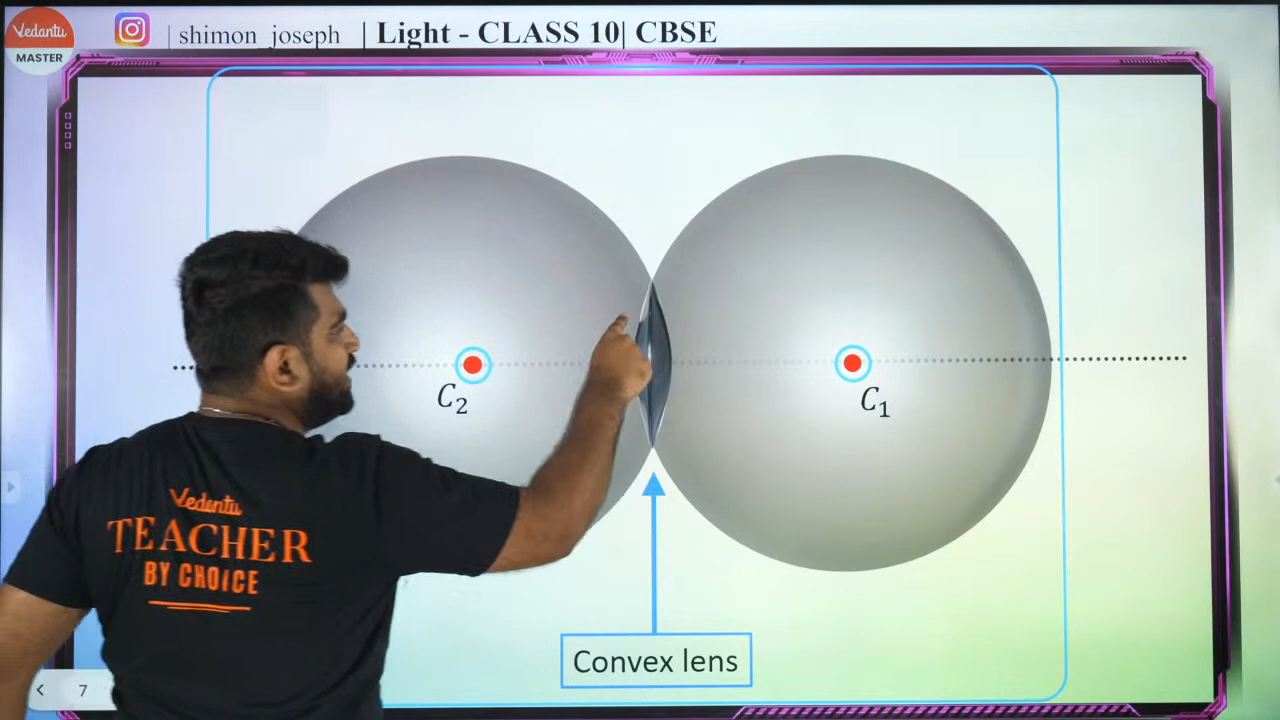 Vedantu
MASTER
| shimon_joseph | Light - CLASS 10| CBSE
C₂
C₁
Vedantu
TEACHER
BY CHOICE
Convex lens
7